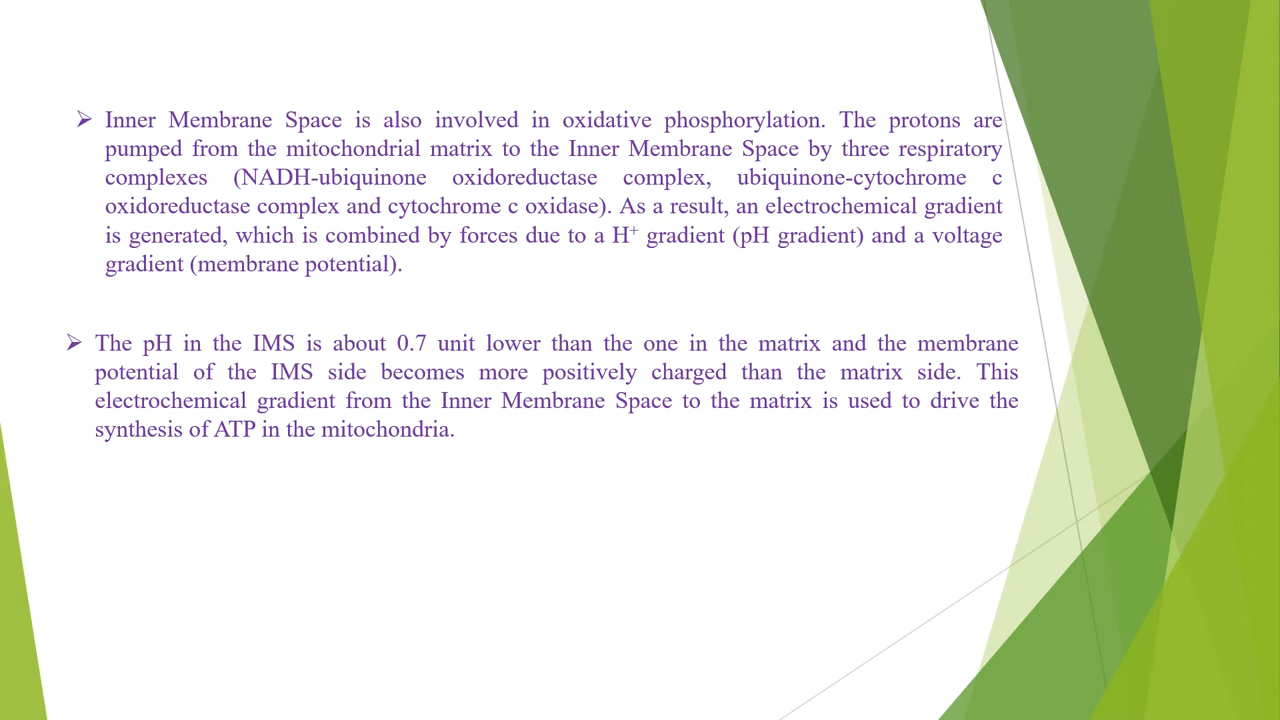 ➢ Inner Membrane Space is also involved in oxidative phosphorylation. The protons are
pumped from the mitochondrial matrix to the Inner Membrane Space by three respiratory
complexes (NADH-ubiquinone oxidoreductase complex, ubiquinone-cytochrome c
oxidoreductase complex and cytochrome c oxidase). As a result, an electrochemical gradient
is generated, which is combined by forces due to a H⁺ gradient (pH gradient) and a voltage
gradient (membrane potential).
➢ The pH in the IMS is about 0.7 unit lower than the one in the matrix and the membrane
potential of the IMS side becomes more positively charged than the matrix side. This
electrochemical gradient from the Inner Membrane Space to the matrix is used to drive the
synthesis of ATP in the mitochondria.